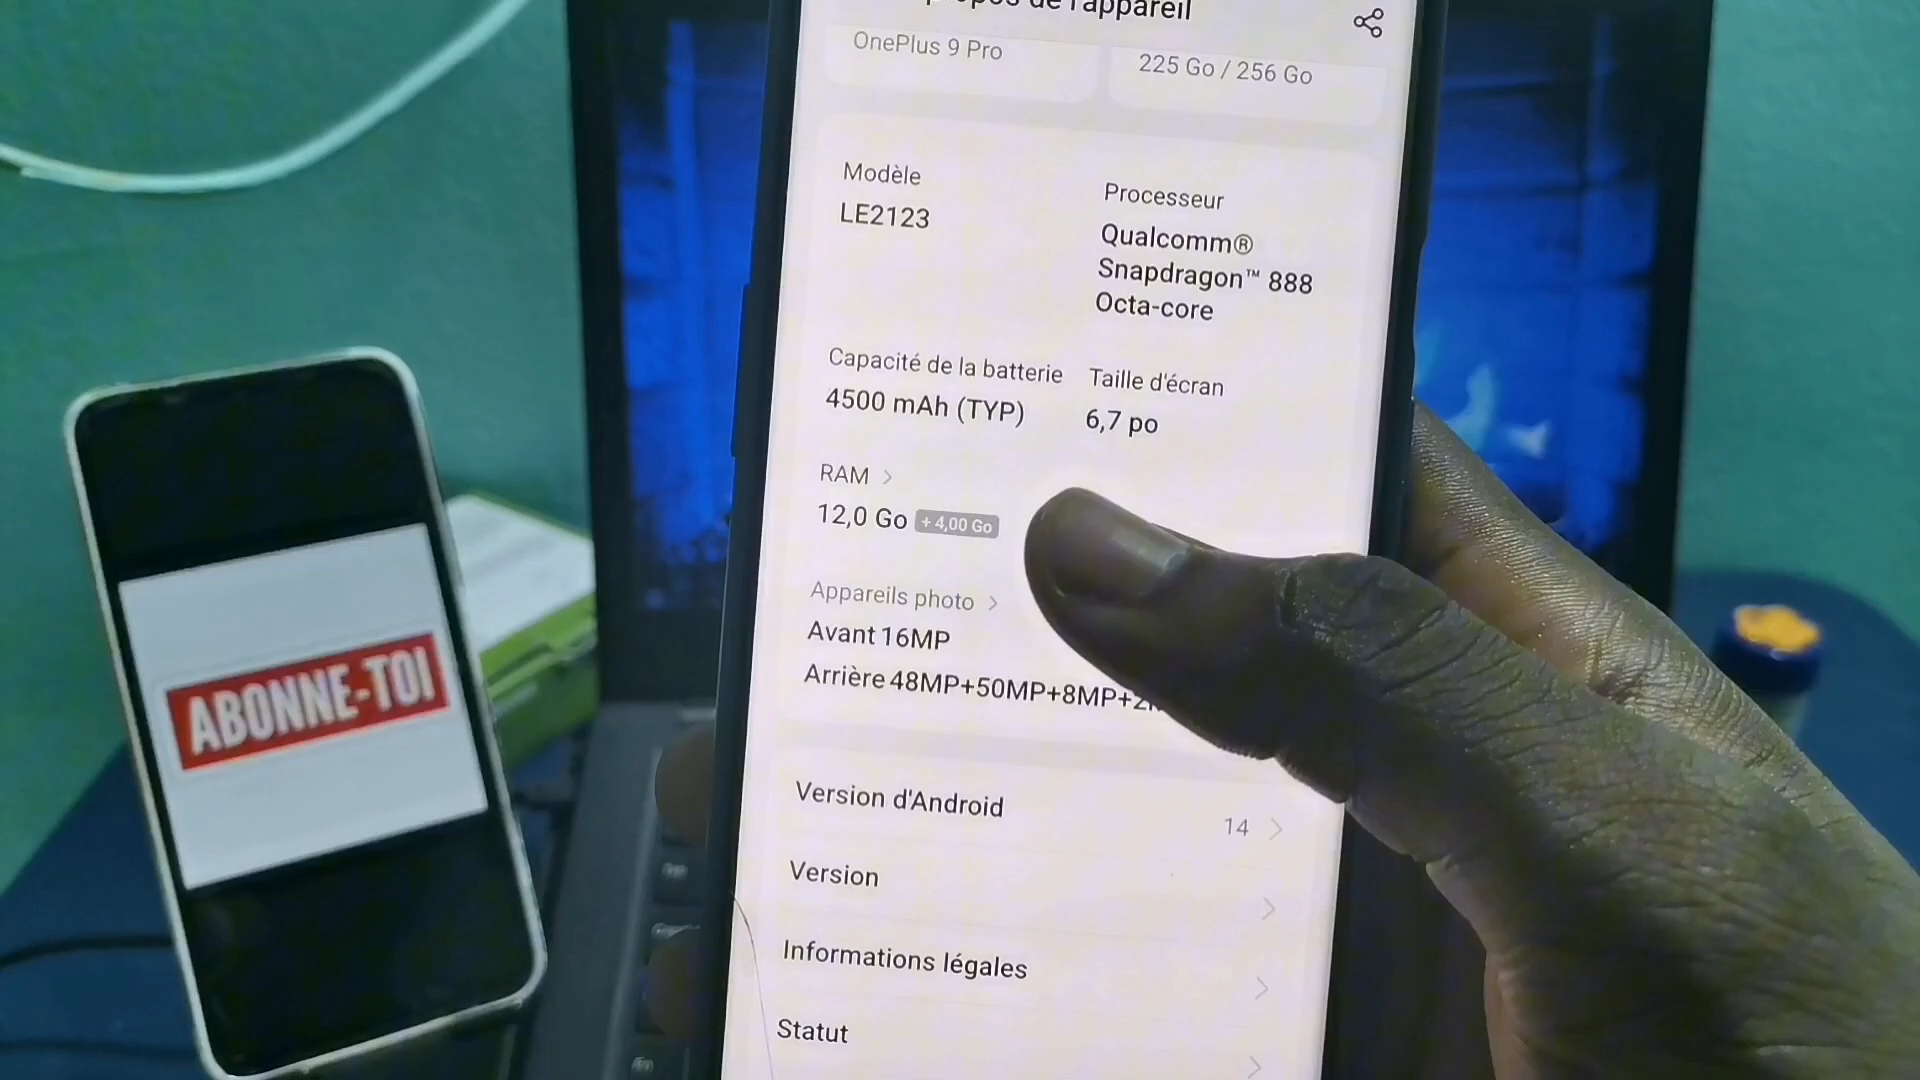 de l'appareil
OnePlus 9 Pro
225 Go / 256 Go
Modèle
LE2123
Processeur
Qualcomm®
Snapdragon™ 888
Octa-core
Capacité de la batterie
4500 mAh (TYP)
Taille d'écran
6,7 po
RAM >
12,0 Go + 4,00 Go
Appareils photo >
Avant 16MP
Arrière 48MP+50MP+8MP+2
Version d'Android
14 >
Version
Informations légales
Statut
ABONNE-TOI